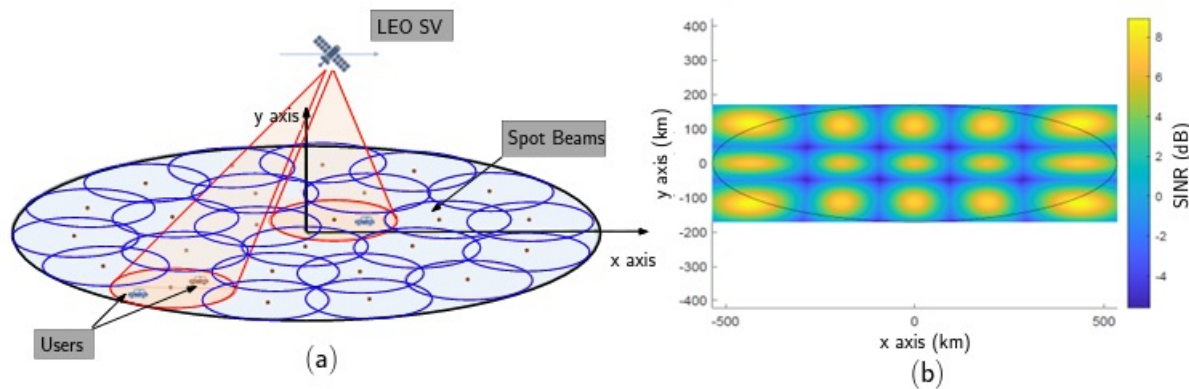 LEO SV
y axis
Spot Beams
x axis
Users
(a)
400
300
200
100
0
-100
-200
-300
-400
y axis (km)
-500
0
500
x axis (km)
8
6
4
2
0
-2
-4
SINR (dB)
(b)